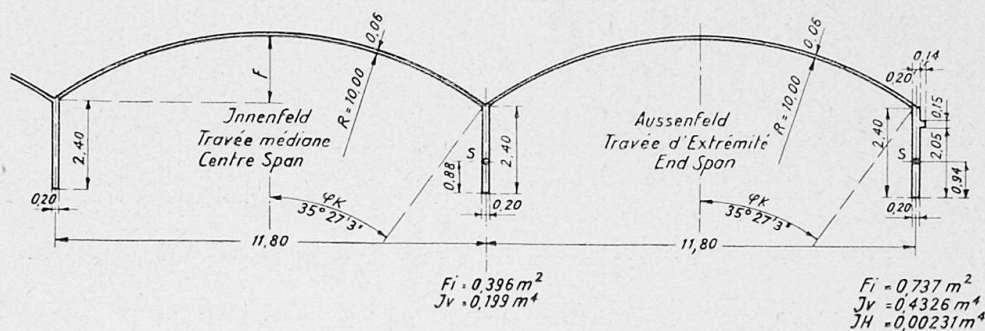 0,06
0,06
0,14
0,20
f
R = 10,00
R = 10,00
Innenfeld
Travée médiane
Centre Span
Aussenfeld
Travée d'Extrémité
End Span
2,40
2,40
2,40
0,15
2,05
S
S
0,88
0,94
0,20
0,20
0,20
φK
35°27'3"
φK
35°27'3"
11,80
11,80
Fi = 0,396 m²
Jv = 0,199 m⁴
Fi = 0,737 m²
Jv = 0,4326 m⁴
JH = 0,00231 m⁴